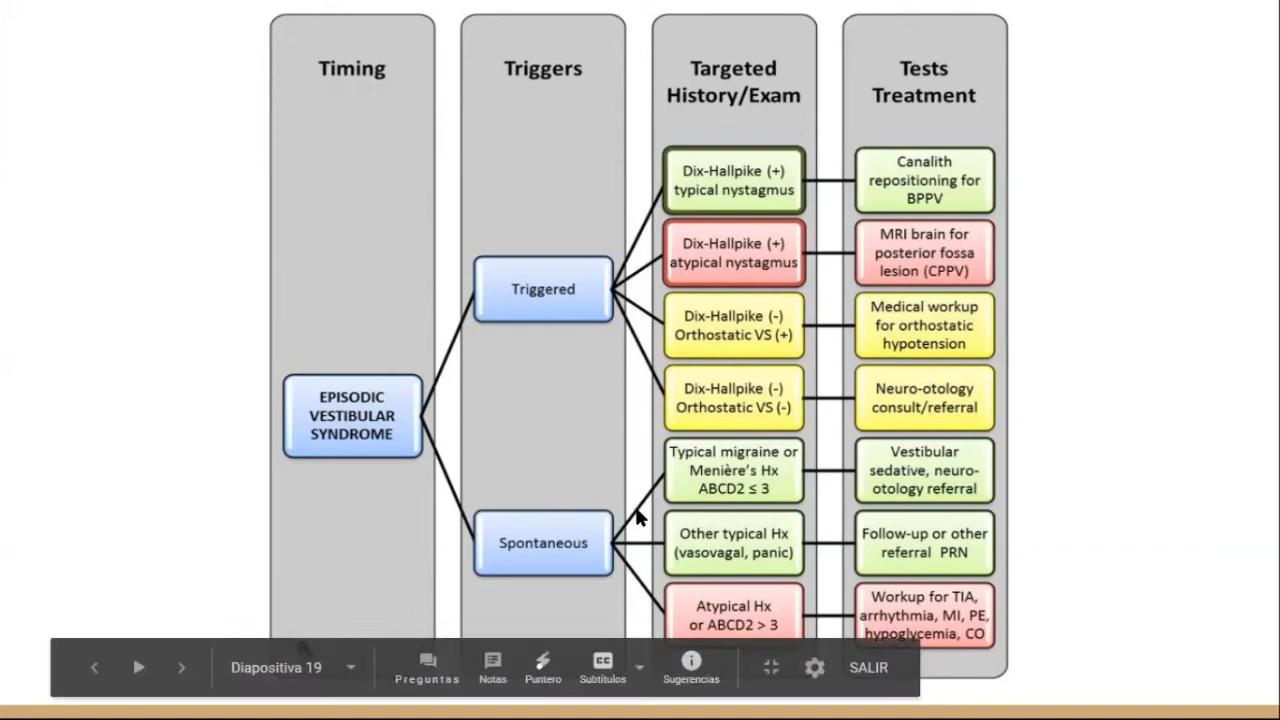 Timing
Triggers
Targeted
History/Exam
Tests
Treatment
EPISODIC
VESTIBULAR
SYNDROME
Triggered
Spontaneous
Dix-Hallpike (+)
typical nystagmus
Canalith
repositioning for
BPPV
Dix-Hallpike (+)
atypical nystagmus
MRI brain for
posterior fossa
lesion (CPPV)
Dix-Hallpike (-)
Orthostatic VS (+)
Medical workup
for orthostatic
hypotension
Dix-Hallpike (-)
Orthostatic VS (-)
Neuro-otology
consult/referral
Typical migraine or
Menière's Hx
ABCD2 ≤ 3
Vestibular
sedative, neuro-
otology referral
Other typical Hx
(vasovagal, panic)
Follow-up or other
referral PRN
Atypical Hx
or ABCD2 > 3
Workup for TIA,
arrhythmia, MI, PE,
hypoglycemia, CO
Diapositiva 19
Preguntas
Notas
Puntero
CC
Subtítulos
Sugerencias
SALIR